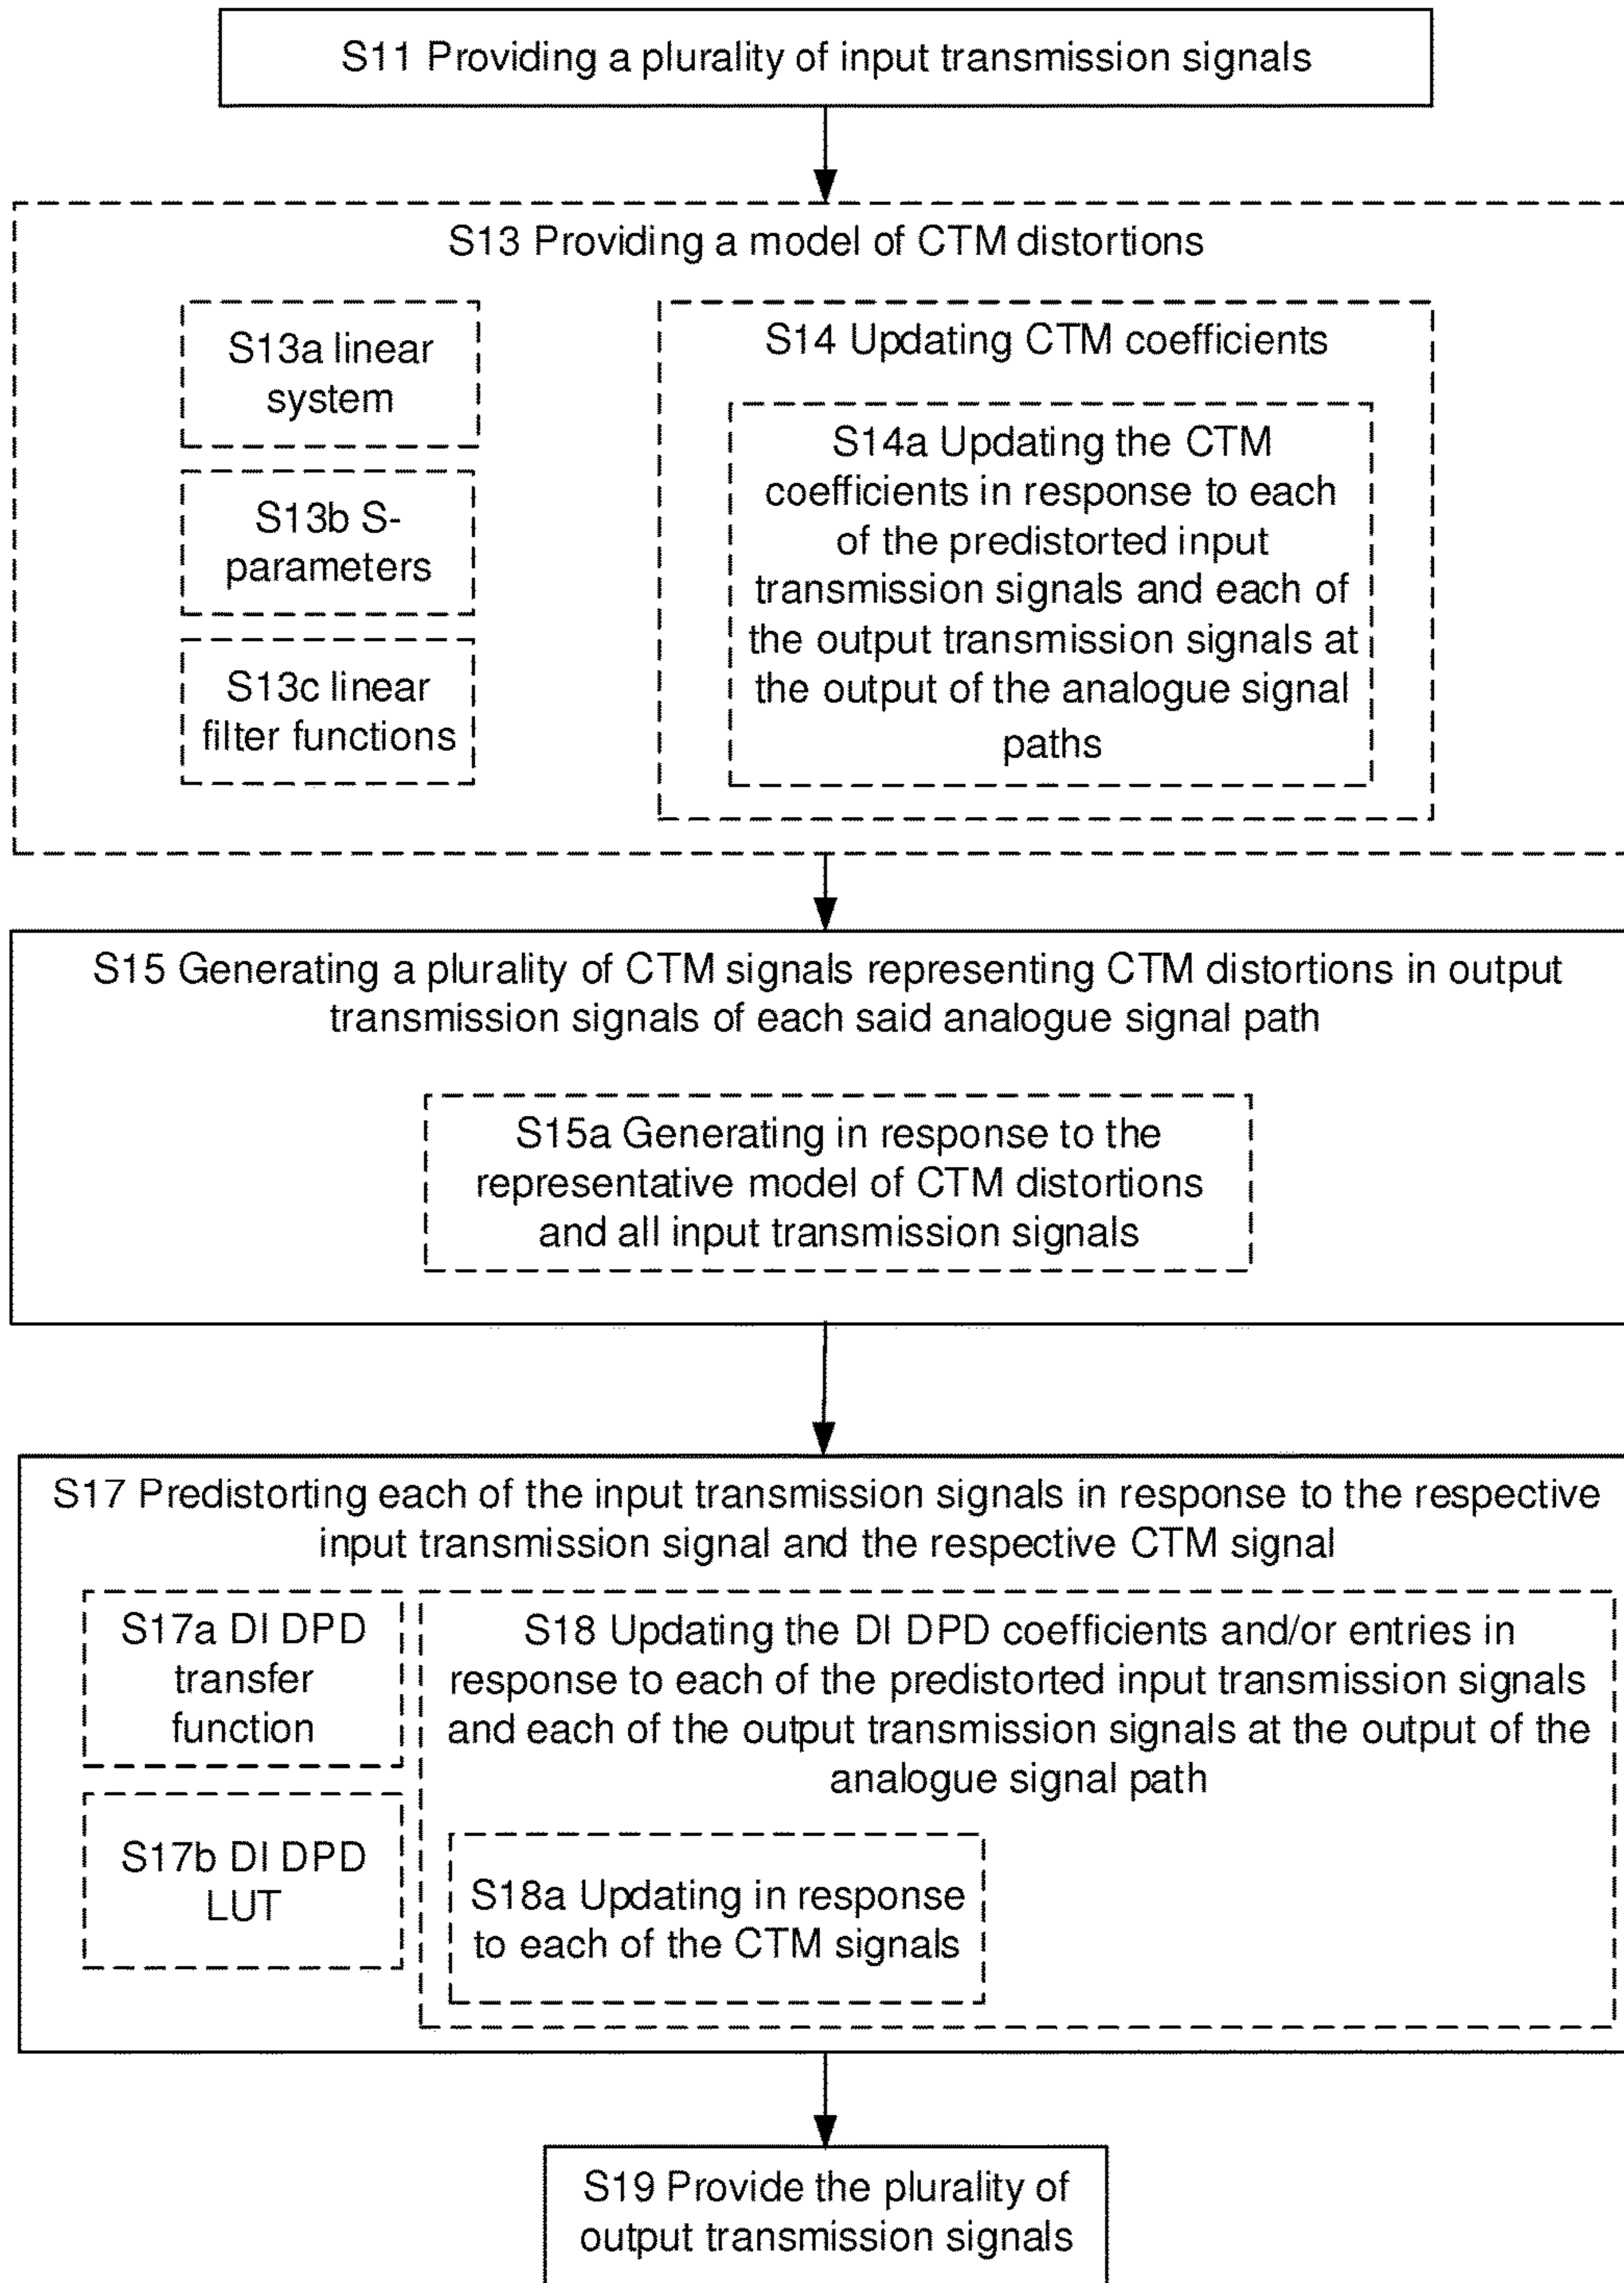 S11 Providing a plurality of input transmission signals
S13 Providing a model of CTM distortions
S13a linear
system
S13b S-
parameters
S13c linear
filter functions
S14 Updating CTM coefficients
S14a Updating the CTM
coefficients in response to each
of the predistorted input
transmission signals and each of
the output transmission signals at
the output of the analogue signal
paths
S15 Generating a plurality of CTM signals representing CTM distortions in output
transmission signals of each said analogue signal path
S15a Generating in response to the
representative model of CTM distortions
and all input transmission signals
S17 Predistorting each of the input transmission signals in response to the respective
input transmission signal and the respective CTM signal
S17a DI DPD
transfer
function
S17b DI DPD
LUT
S18 Updating the DI DPD coefficients and/or entries in
response to each of the predistorted input transmission signals
and each of the output transmission signals at the output of the
analogue signal path
S18a Updating in response
to each of the CTM signals
S19 Provide the plurality of
output transmission signals